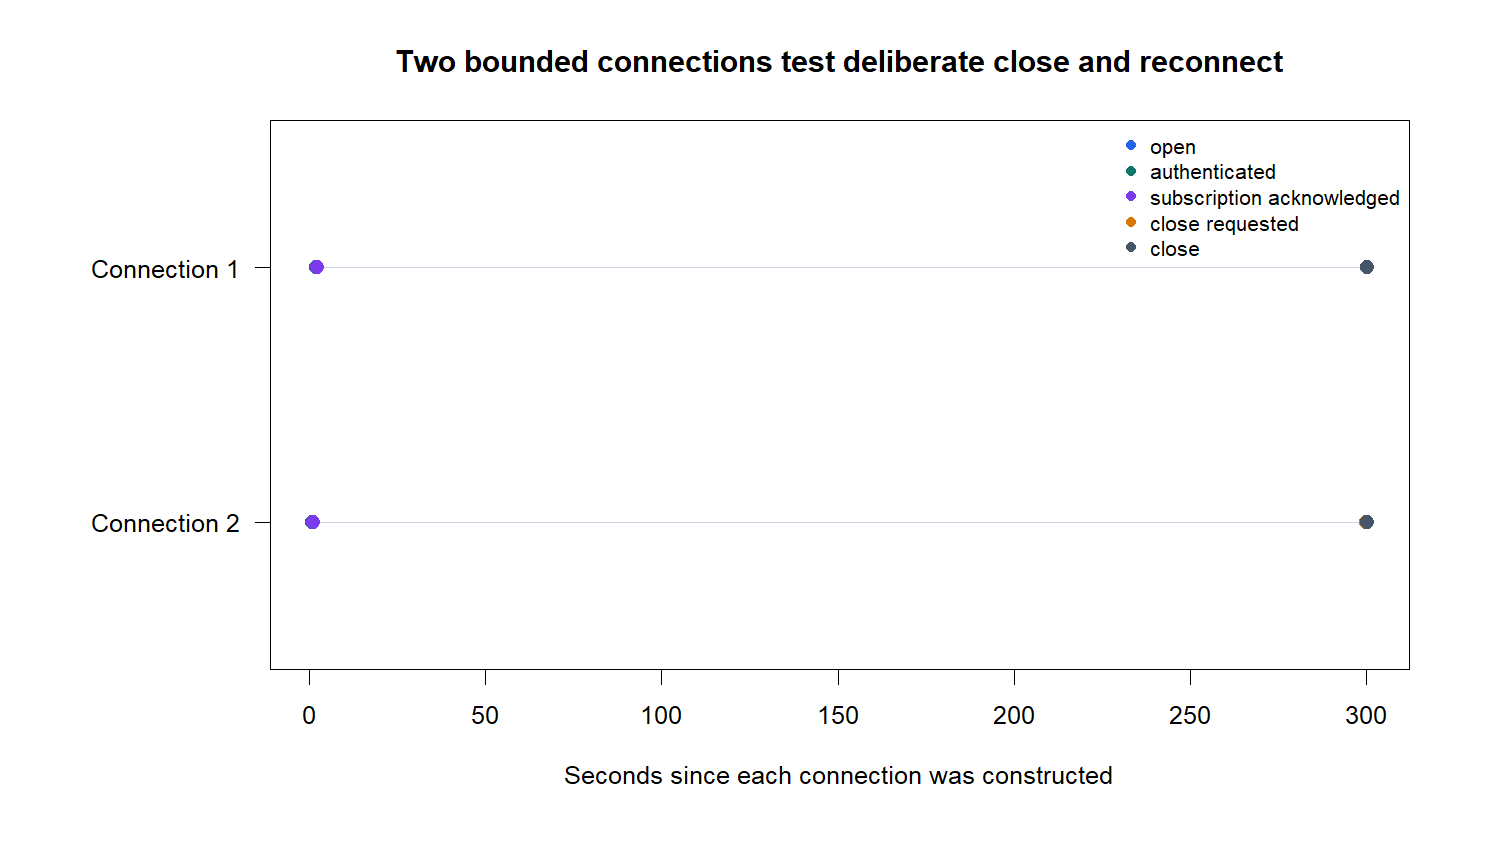 Two bounded connections test deliberate close and reconnect
open
authenticated
subscription acknowledged
close requested
close
Connection 1
Connection 2
0 50 100 150 200 250 300
Seconds since each connection was constructed